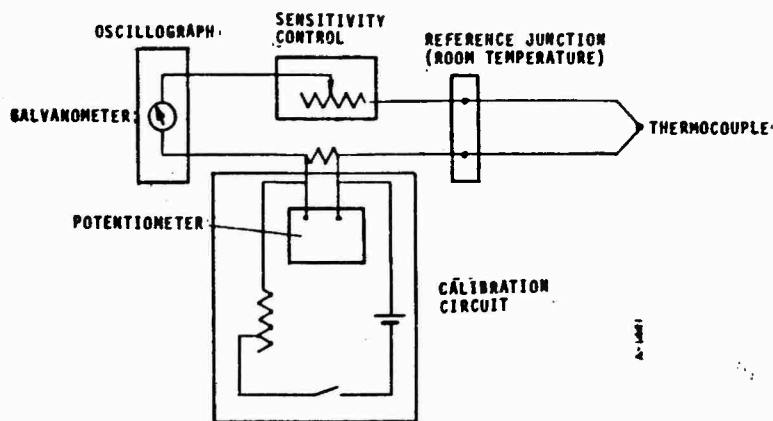 SENSITIVITY
CONTROL
OSCILLOGRAPH
REFERENCE JUNCTION
(ROOM TEMPERATURE)
GALVANOMETER
THERMOCOUPLE
POTENTIOMETER
CALIBRATION
CIRCUIT